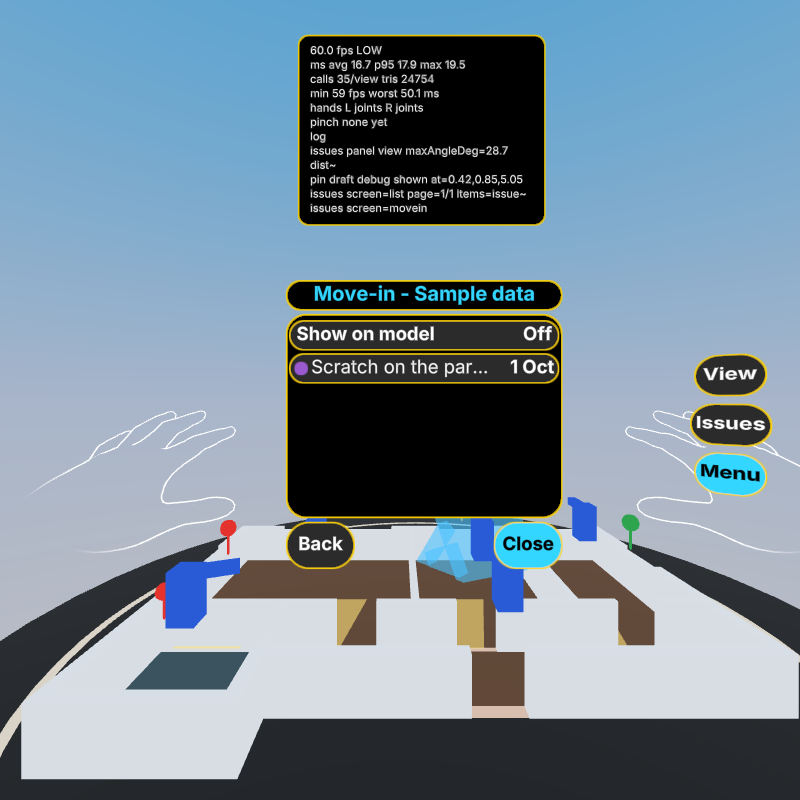 60.0 fps LOW
ms avg 16.7 p95 17.9 max 19.5
calls 35/view tris 24754
min 59 fps worst 50.1 ms
hands L joints R joints
pinch none yet
log
issues panel view maxAngleDeg=28.7
dist~
pin draft debug shown at=0.42,0.85,5.05
issues screen=list page=1/1 items=issue~
issues screen=movein
Move-in - Sample data
Show on model Off
Scratch on the par... 1 Oct
View
Issues
Menu
Back
Close